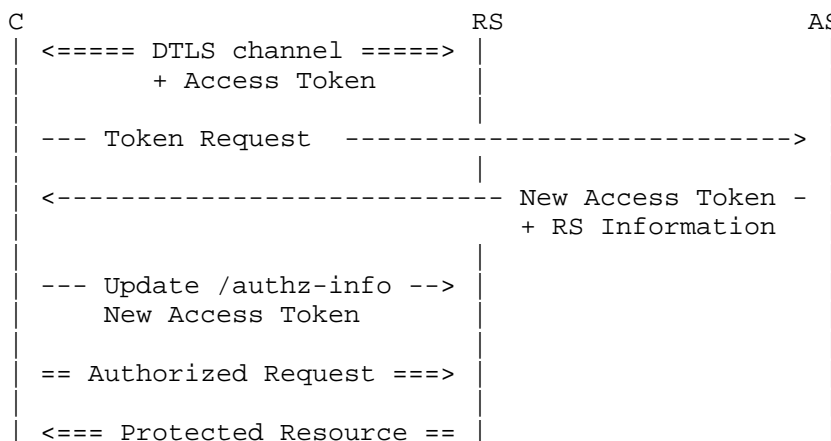 C RS AS
<===== DTLS channel =====>
+ Access Token
--- Token Request ---------------------------->
<---------------------------- New Access Token -
+ RS Information
--- Update /authz-info -->
New Access Token
== Authorized Request ===>
<=== Protected Resource ==